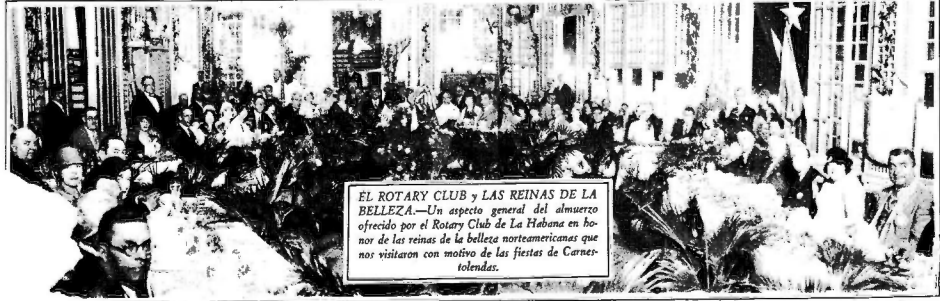 EL ROTARY CLUB y LAS REINAS DE LA
BELLEZA.—Un aspecto general del almuerzo
ofrecido por el Rotary Club de La Habana en ho-
nor de las reinas de la belleza norteamericanas que
nos visitaron con motivo de las fiestas de Carnes-
tolendas.